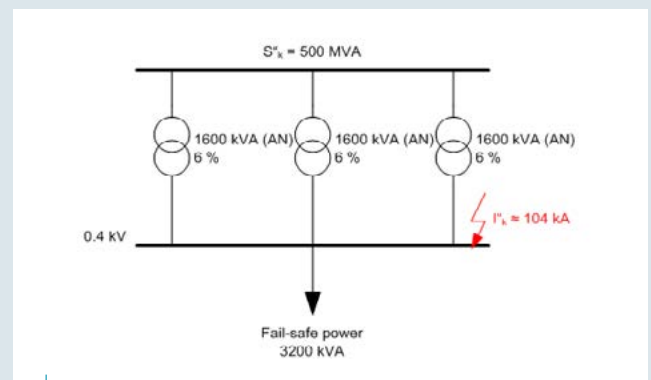 S"k = 500 MVA
1600 kVA (AN)
6 %
1600 kVA (AN)
6 %
1600 kVA (AN)
6 %
I"k ≈ 104 kA
0.4 kV
Fail-safe power
3200 kVA